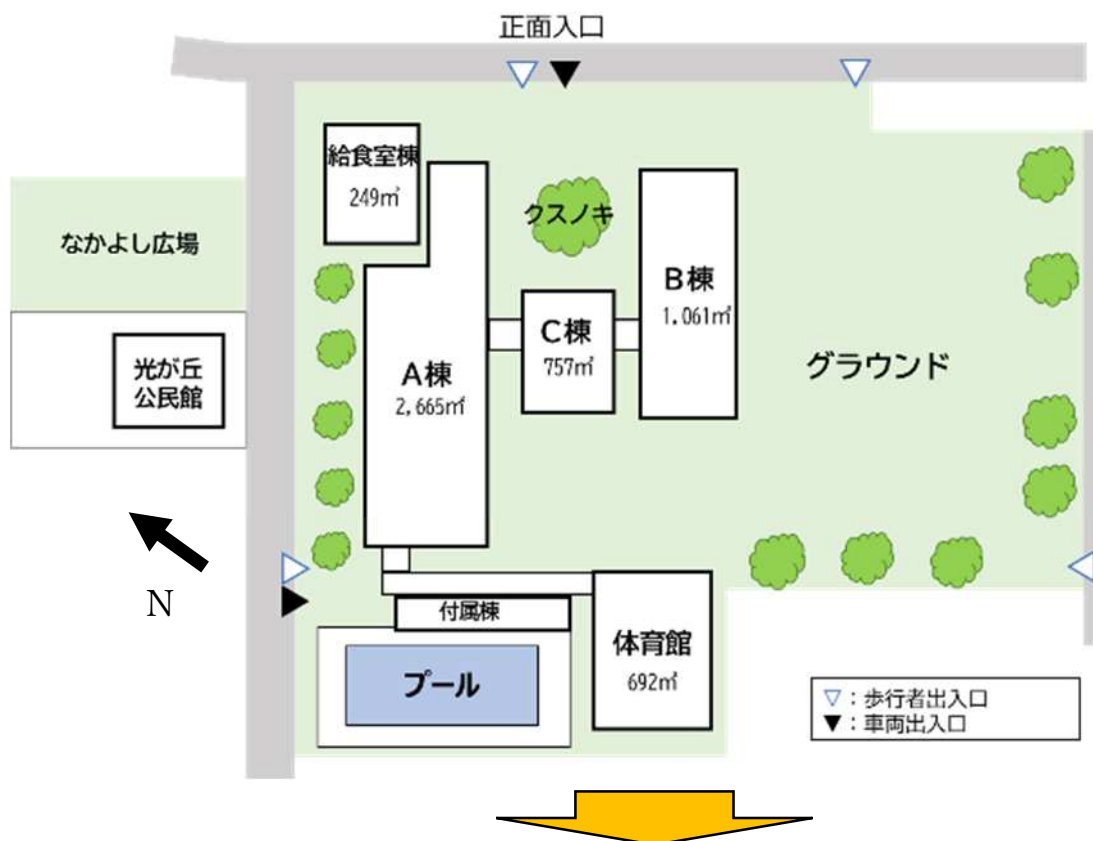 正面入口
給食室棟
249㎡
クスノキ
なかよし広場
B棟
1.061㎡
C棟
757㎡
グラウンド
光が丘
公民館
A棟
2,665㎡
N
付属棟
体育館
692㎡
プール
▽：歩行者出入口
▼：車両出入口